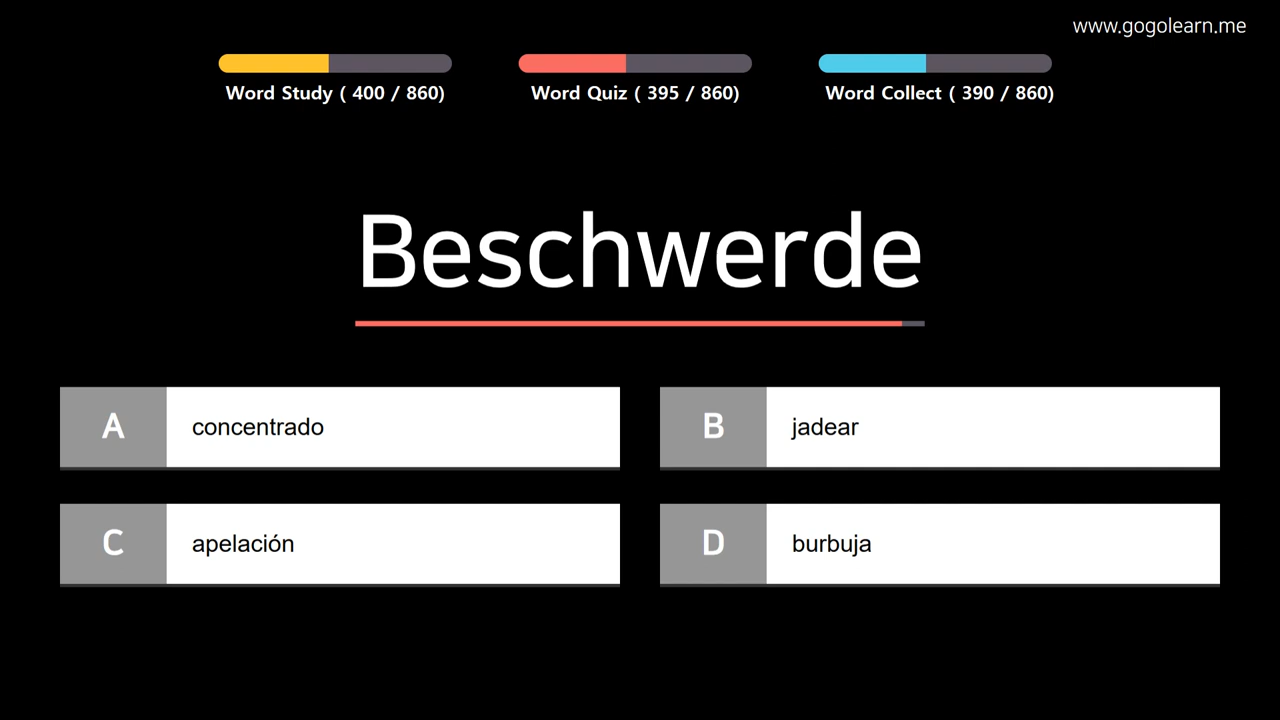 www.gogolearn.me
Word Study ( 400 / 860)
Word Quiz ( 395 / 860)
Word Collect ( 390 / 860)
Beschwerde
A concentrado
B jadear
C apelación
D burbuja